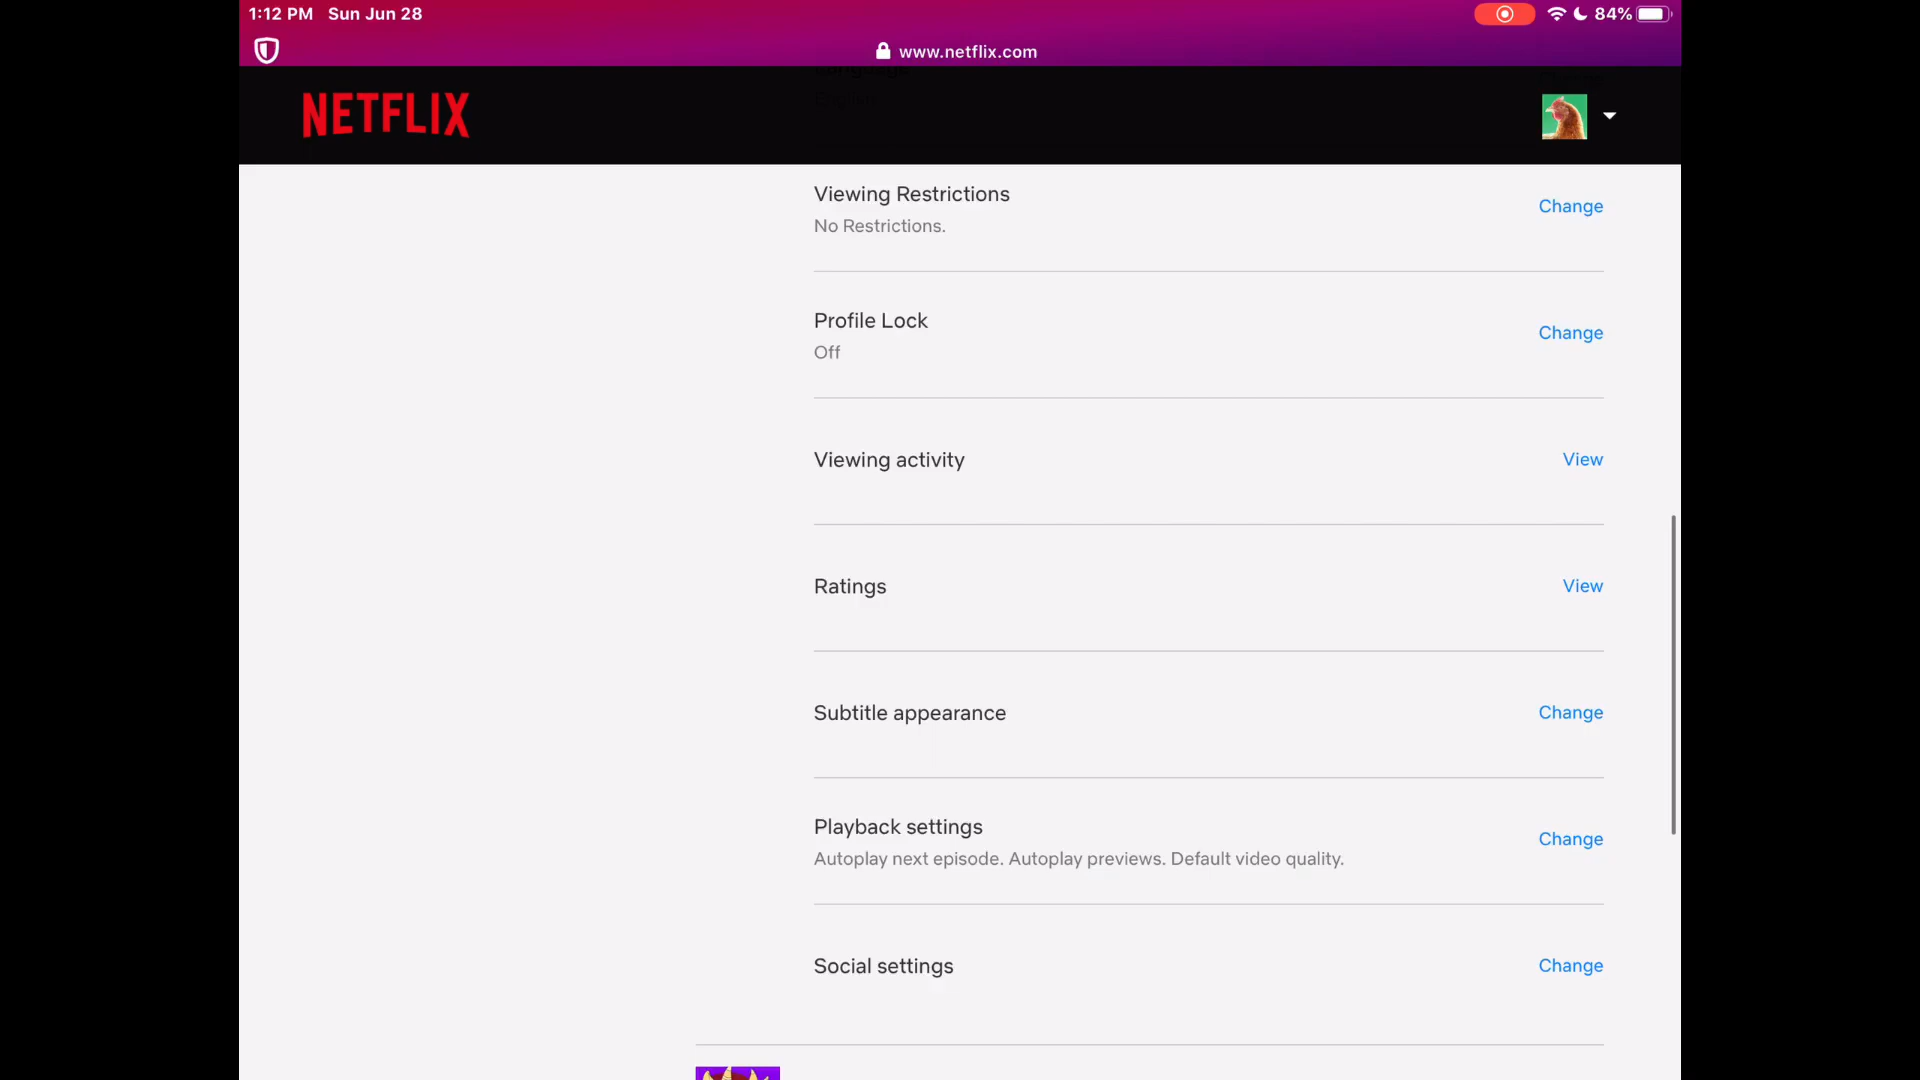 1:12 PM Sun Jun 28
84%
www.netflix.com
Language
English
NETFLIX
Viewing Restrictions
Change
No Restrictions.
Profile Lock
Change
Off
Viewing activity
View
Ratings
View
Subtitle appearance
Change
Playback settings
Change
Autoplay next episode. Autoplay previews. Default video quality.
Social settings
Change